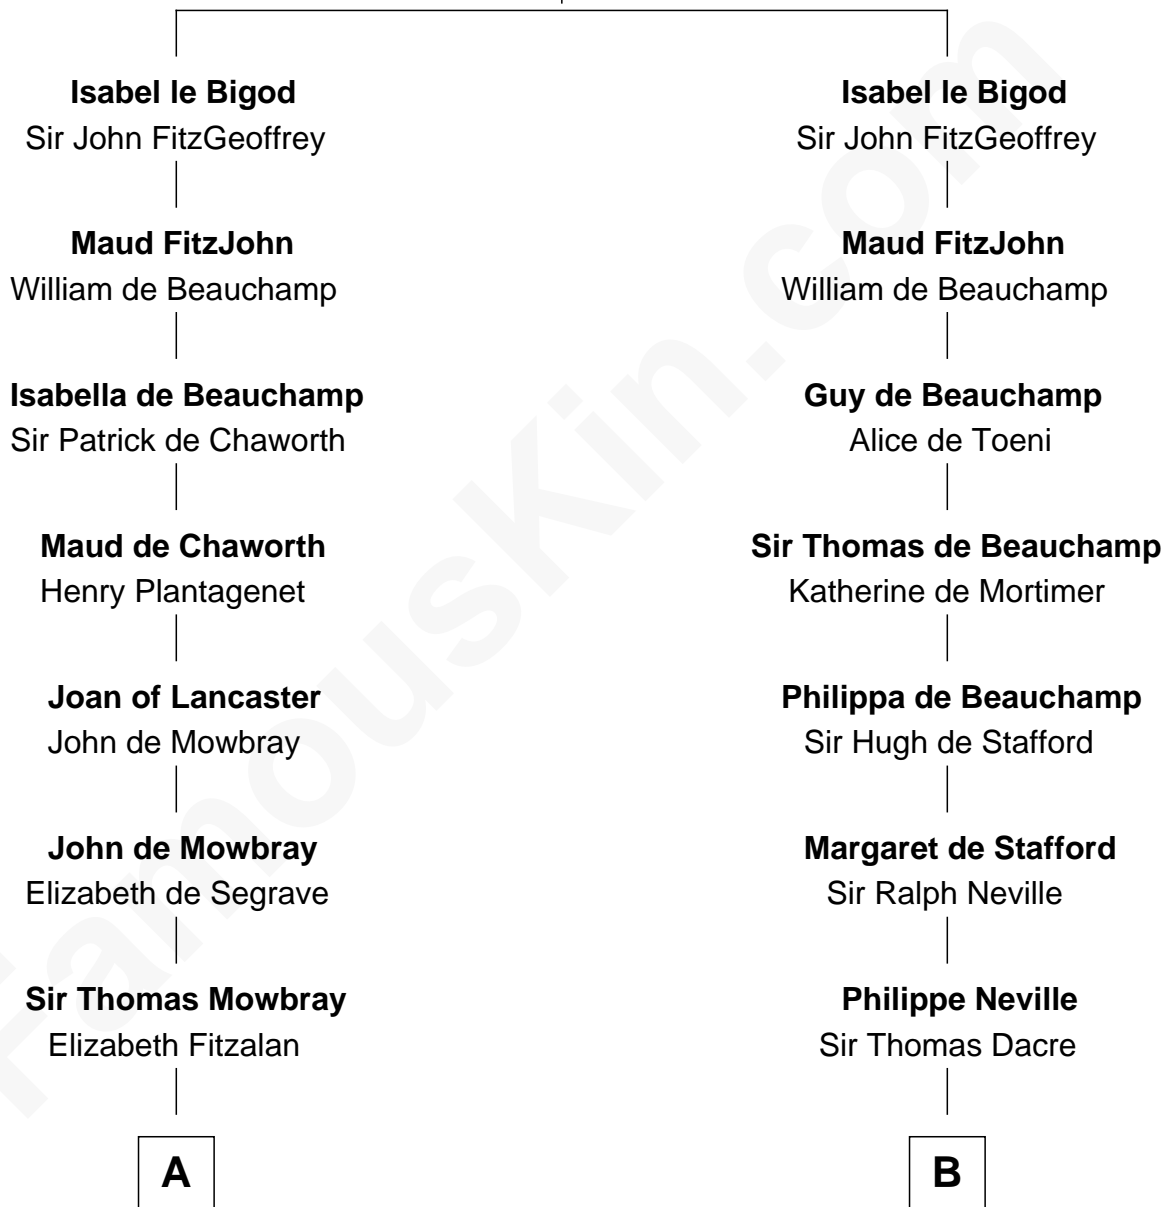 Isabel le Bigod
Sir John FitzGeoffrey
Maud FitzJohn
William de Beauchamp
Isabella de Beauchamp
Sir Patrick de Chaworth
Maud de Chaworth
Henry Plantagenet
Joan of Lancaster
John de Mowbray
John de Mowbray
Elizabeth de Segrave
Sir Thomas Mowbray
Elizabeth Fitzalan
A
Isabel le Bigod
Sir John FitzGeoffrey
Maud FitzJohn
William de Beauchamp
Guy de Beauchamp
Alice de Toeni
Sir Thomas de Beauchamp
Katherine de Mortimer
Philippa de Beauchamp
Sir Hugh de Stafford
Margaret de Stafford
Sir Ralph Neville
Philippe Neville
Sir Thomas Dacre
B
FamousKin.com